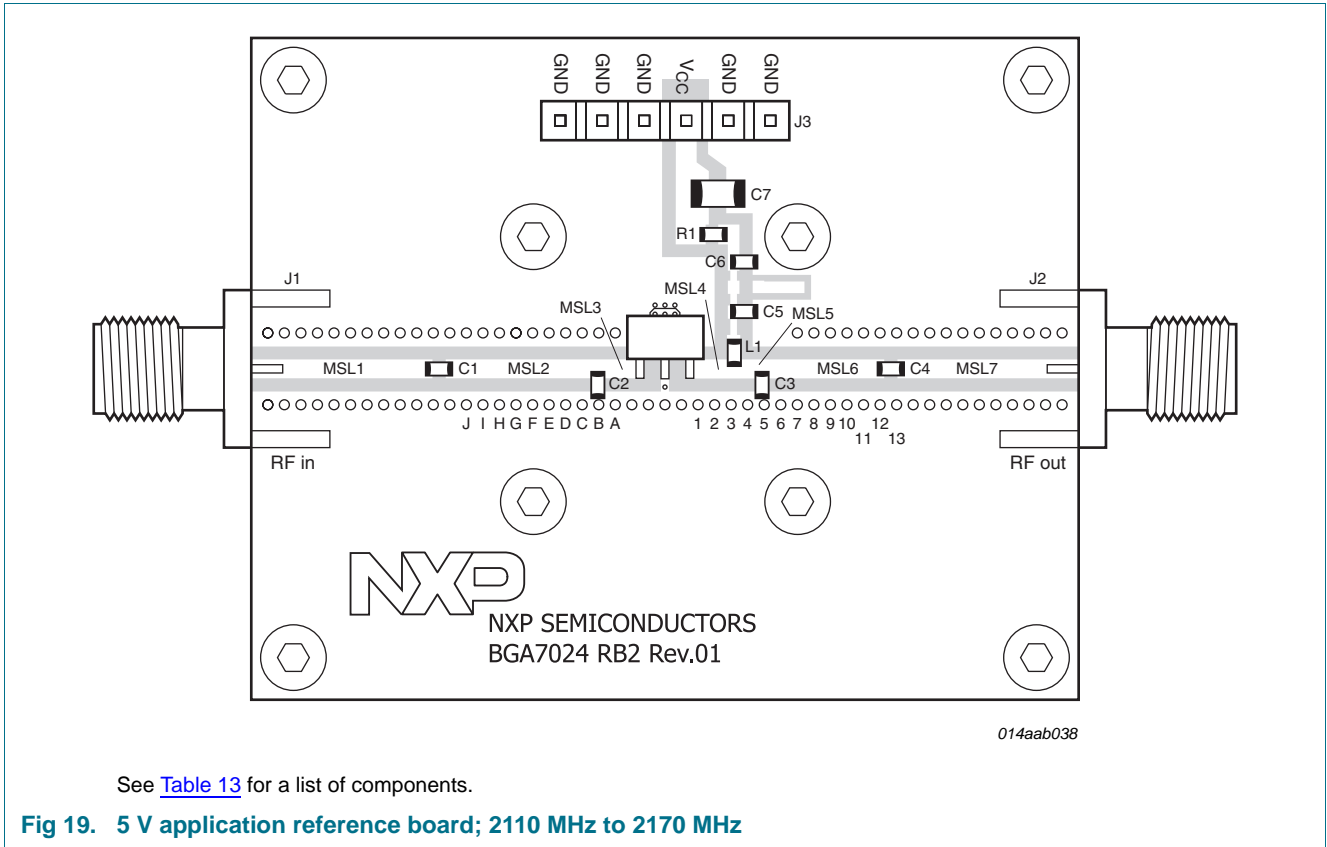 GND GND GND VCC GND GND
J3
C7
R1
C6
J1
MSL4
J2
MSL3
C5
MSL5
L1
MSL1
C1
MSL2
MSL6
C4
MSL7
C2
C3
J I H G F E D C B A
1 2 3 4 5 6 7 8 9 10 12
11 13
RF in
RF out
NXP
NXP SEMICONDUCTORS
BGA7024 RB2 Rev.01
014aab038
See Table 13 for a list of components.
Fig 19. 5 V application reference board; 2110 MHz to 2170 MHz